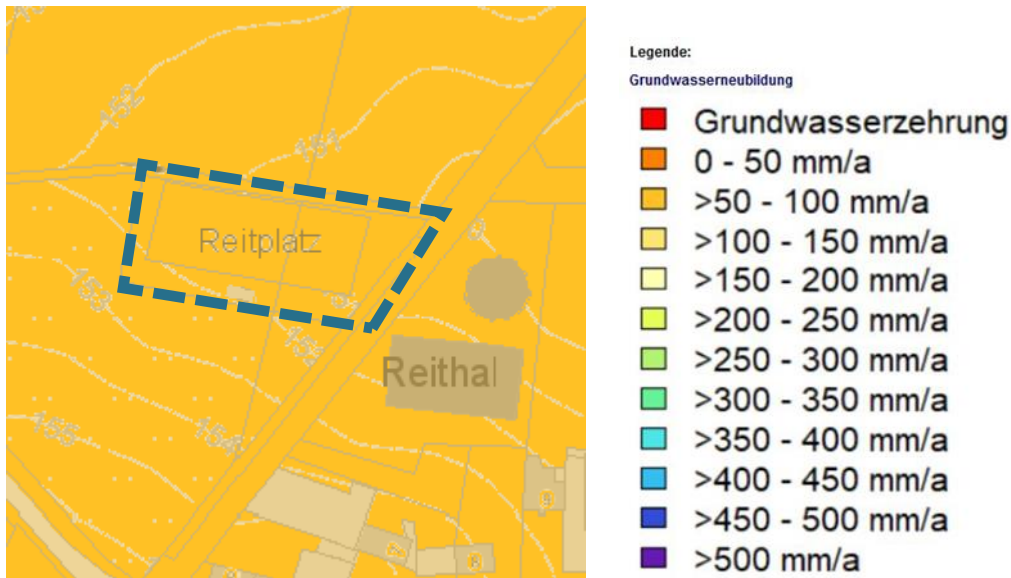 152
151
Reitplatz
153
152
Reithal
155
154
Legende:
Grundwasserneubildung
Grundwasserzehrung
0 - 50 mm/a
>50 - 100 mm/a
>100 - 150 mm/a
>150 - 200 mm/a
>200 - 250 mm/a
>250 - 300 mm/a
>300 - 350 mm/a
>350 - 400 mm/a
>400 - 450 mm/a
>450 - 500 mm/a
>500 mm/a